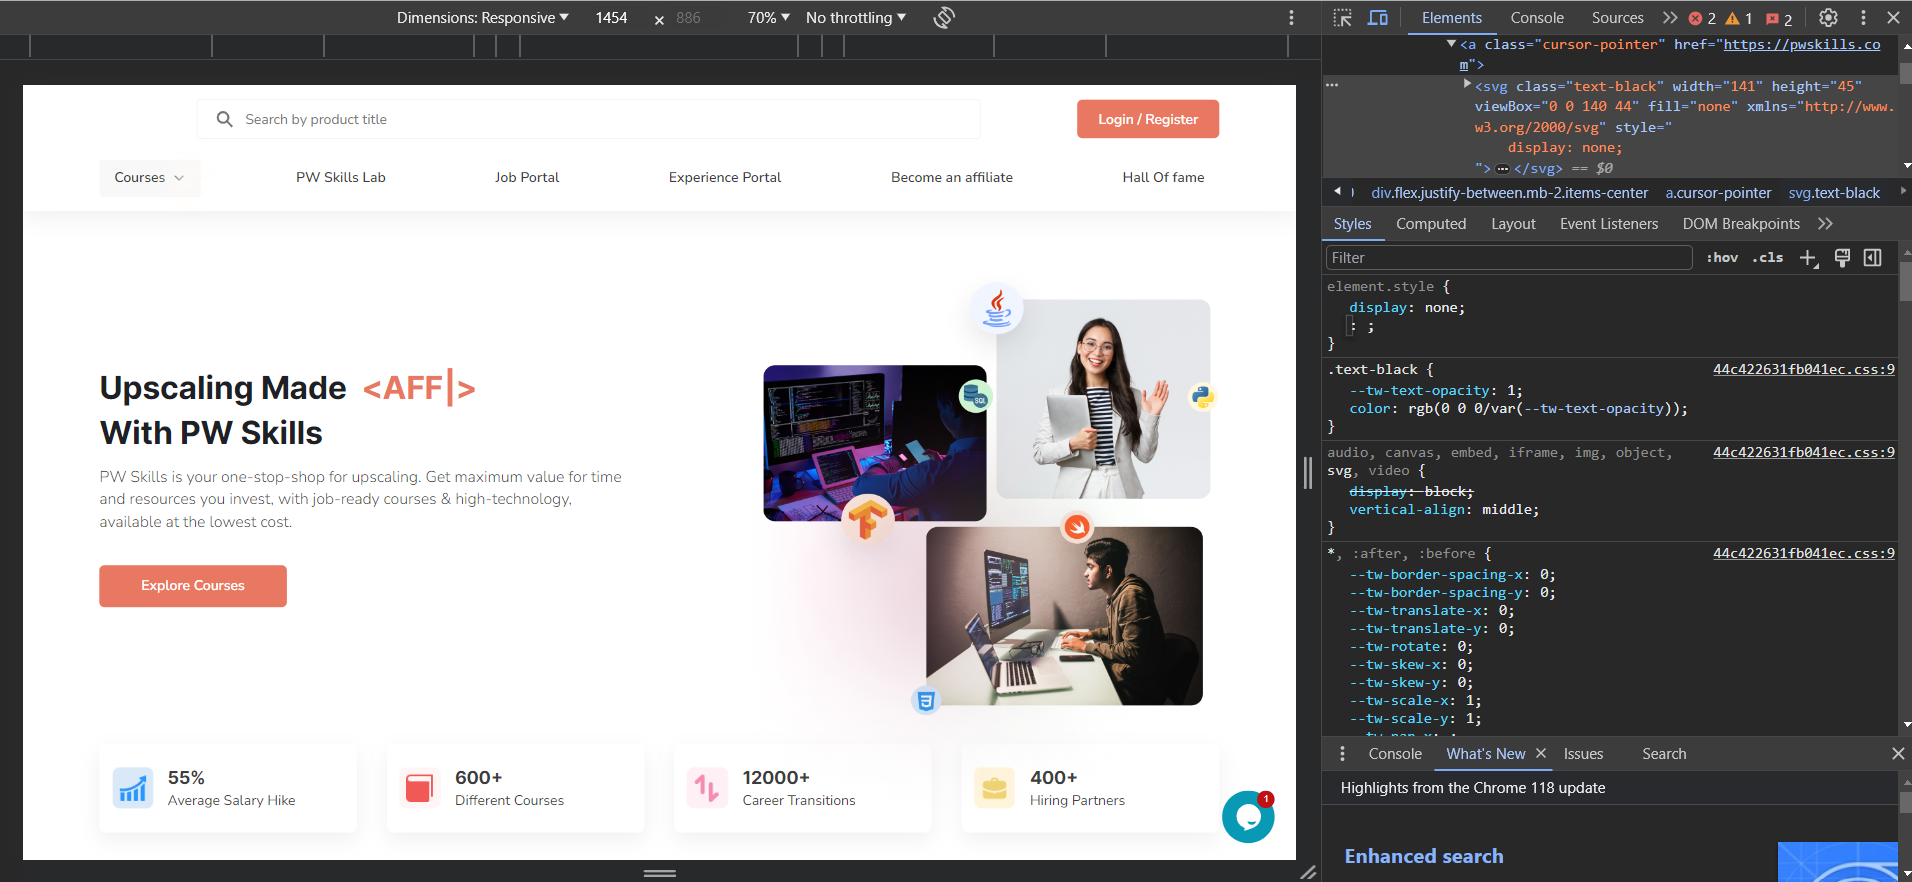 Dimensions: Responsive 1454 × 886 70% No throttling
Search by product title
Login / Register
Courses PW Skills Lab Job Portal Experience Portal Become an affiliate Hall Of fame
Upscaling Made <AFF|>
With PW Skills
PW Skills is your one-stop-shop for upscaling. Get maximum value for time
and resources you invest, with job-ready courses & high-technology,
available at the lowest cost.
Explore Courses
SQL
55%
Average Salary Hike
600+
Different Courses
12000+
Career Transitions
400+
Hiring Partners
1
Elements Console Sources 2 1 2
<a class="cursor-pointer" href="https://pwskills.co
m">
<svg class="text-black" width="141" height="45"
viewBox="0 0 140 44" fill="none" xmlns="http://www.
w3.org/2000/svg" style="
display: none;
">…</svg> == $0
div.flex.justify-between.mb-2.items-center a.cursor-pointer svg.text-black
Styles Computed Layout Event Listeners DOM Breakpoints
Filter :hov .cls
element.style {
display: none;
: ;
}
.text-black { 44c422631fb041ec.css:9
--tw-text-opacity: 1;
color: rgb(0 0 0/var(--tw-text-opacity));
}
audio, canvas, embed, iframe, img, object, 44c422631fb041ec.css:9
svg, video {
display: block;
vertical-align: middle;
}
*, :after, :before { 44c422631fb041ec.css:9
--tw-border-spacing-x: 0;
--tw-border-spacing-y: 0;
--tw-translate-x: 0;
--tw-translate-y: 0;
--tw-rotate: 0;
--tw-skew-x: 0;
--tw-skew-y: 0;
--tw-scale-x: 1;
--tw-scale-y: 1;
Console What's New Issues Search
Highlights from the Chrome 118 update
Enhanced search